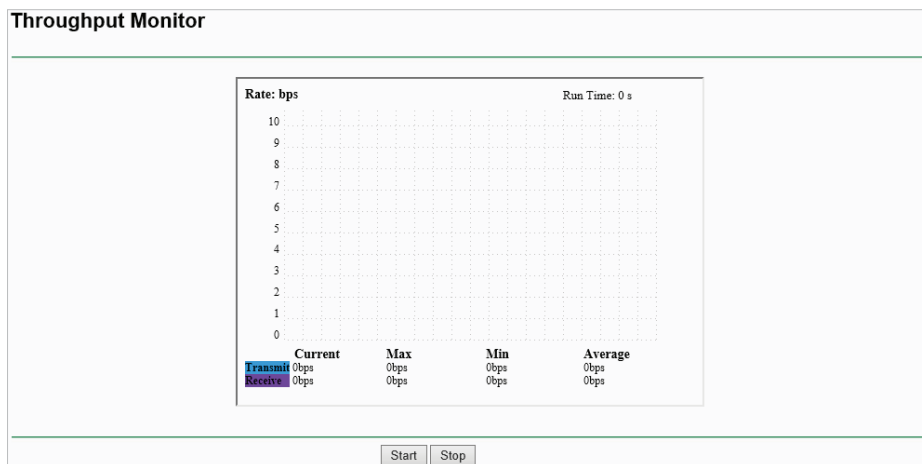 Throughput Monitor
Rate: bps
Run Time: 0 s
10
9
8
7
6
5
4
3
2
1
0
Current Max Min Average
Transmit 0bps 0bps 0bps 0bps
Receive 0bps 0bps 0bps 0bps
Start Stop